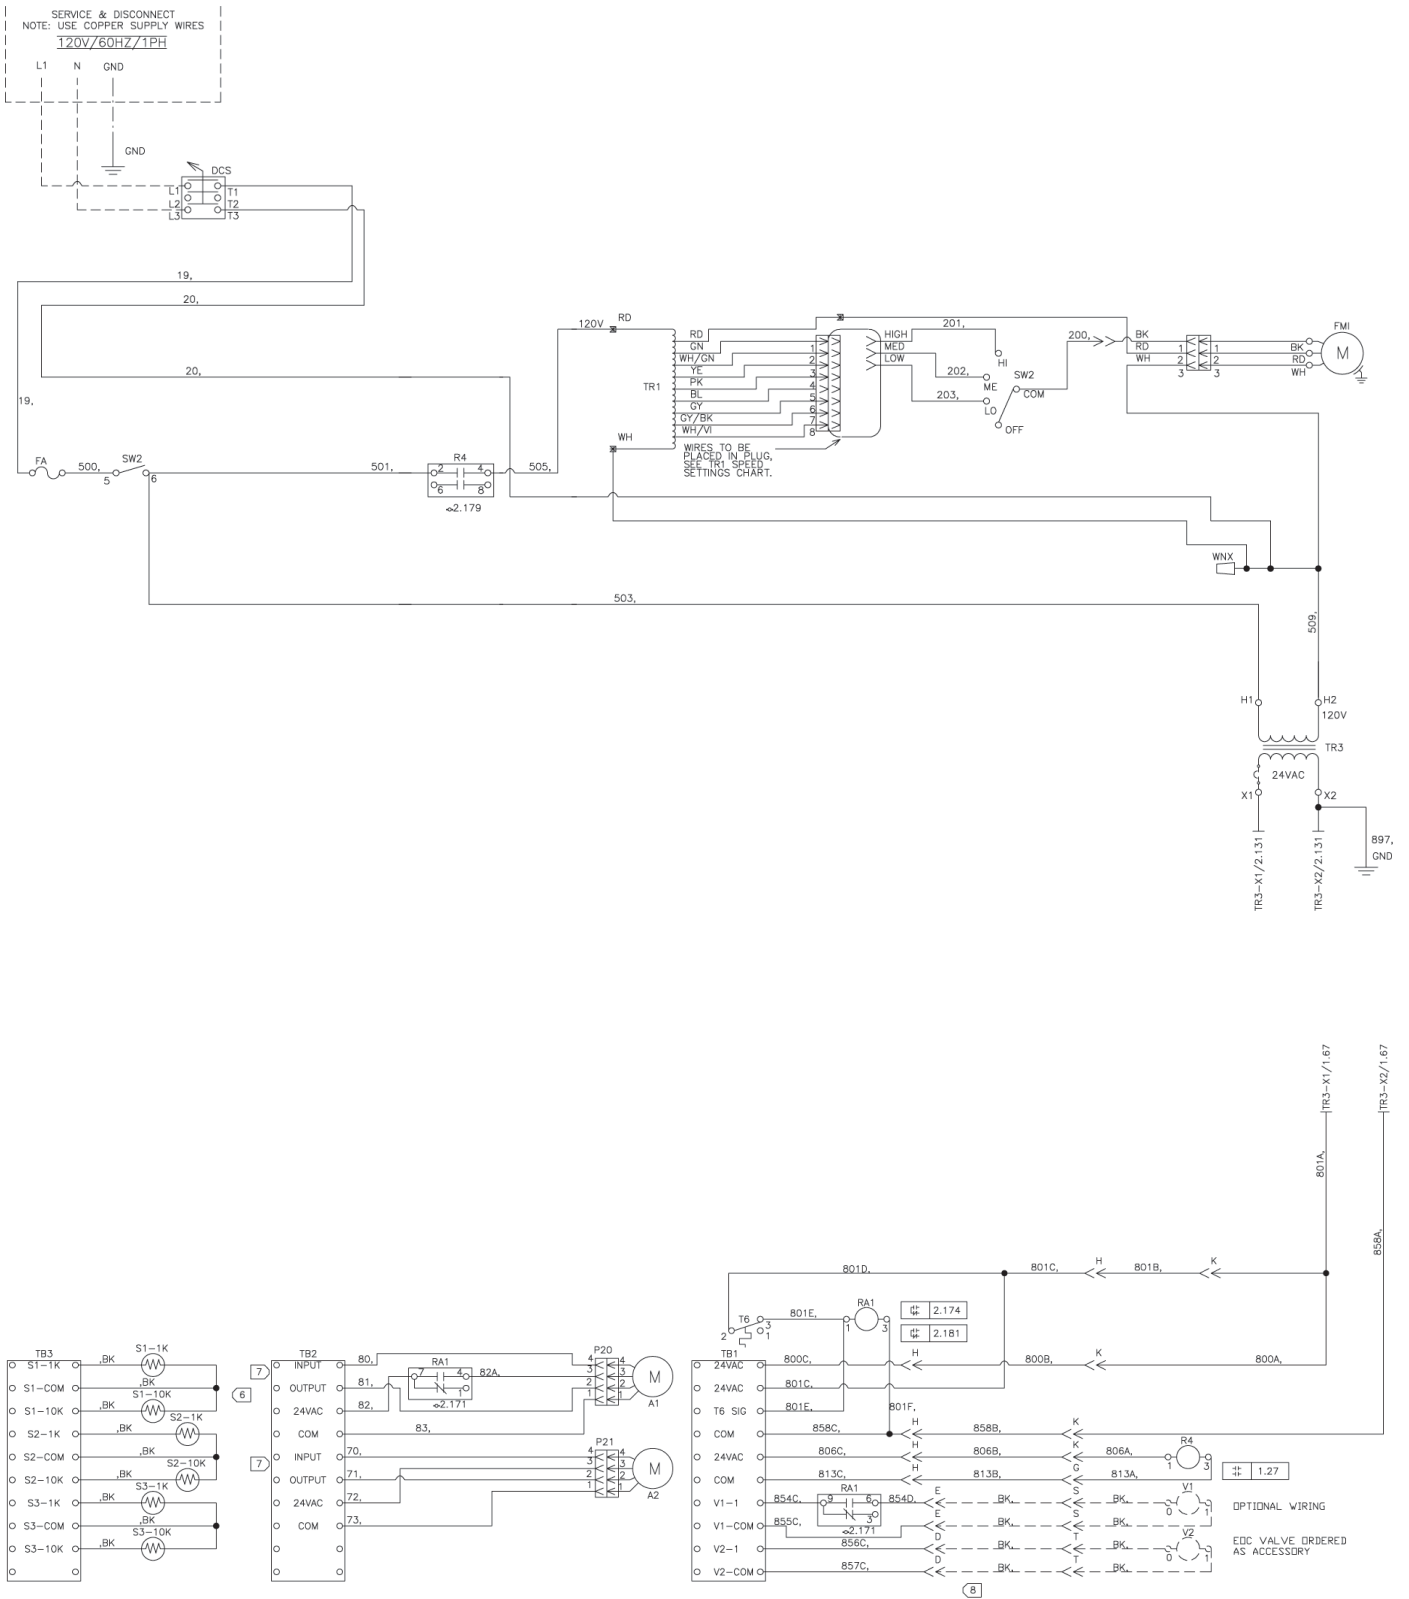 SERVICE & DISCONNECT
NOTE: USE COPPER SUPPLY WIRES
120V/60HZ/1PH
L1 N GND
GND
DCS
L1 T1
L2 T2
L3 T3
19,
20,
20,
19,
FA
500,
SW2
5 6
501,
R4
2 4
6 8
2.179
505,
120V RD
TR1
WH
RD
GN
WH/GN
YE
PK
BL
GY
GY/BK
WH/VI
1
2
3
4
5
6
7
8
HIGH
MED
LOW
WIRES TO BE
PLACED IN PLUG,
SEE TR1 SPEED
SETTINGS CHART.
201,
202,
203,
HI
ME
LO
SW2
COM
OFF
200,
BK
RD
WH
1 1
2 2
3 3
BK
RD
WH
FM1
M
WNX
503,
509,
H1 H2
120V
TR3
24VAC
X1 X2
897,
GND
TR3-X1/2.131
TR3-X2/2.131
TR3-X1/1.67
TR3-X2/1.67
801A,
858A,
801D, 801C, H 801B, K
T6
2 3
1
801E,
RA1
1 3
2.174
2.181
TB3
S1-1K
S1-COM
S1-10K
S2-1K
S2-COM
S2-10K
S3-1K
S3-COM
S3-10K
,BK S1-1K
,BK
,BK S1-10K
,BK S2-1K
,BK
,BK S2-10K
,BK S3-1K
,BK
,BK S3-10K
6
7
7
TB2
INPUT
OUTPUT
24VAC
COM
INPUT
OUTPUT
24VAC
COM
80,
81,
82,
83,
70,
71,
72,
73,
RA1
7 4
1
2.171
82A,
P20
4 4
3 3
2 2
1 1
M
A1
P21
4 4
3 3
2 2
1 1
M
A2
TB1
24VAC
24VAC
T6 SIG
COM
24VAC
COM
V1-1
V1-COM
V2-1
V2-COM
800C, H 800B, K 800A,
801C,
801E, 801F,
858C, H 858B, K
806C, H 806B, K 806A,
R4
1 3
813C, H 813B, G 813A,
1.27
RA1
854C, 9 6 854D, E BK, S BK,
3
V1
0 1
2.171
855C, E BK, S BK,
856C, D BK, T BK,
V2
0 1
857C, D BK, T BK,
OPTIONAL WIRING
EOC VALVE ORDERED
AS ACCESSORY
8